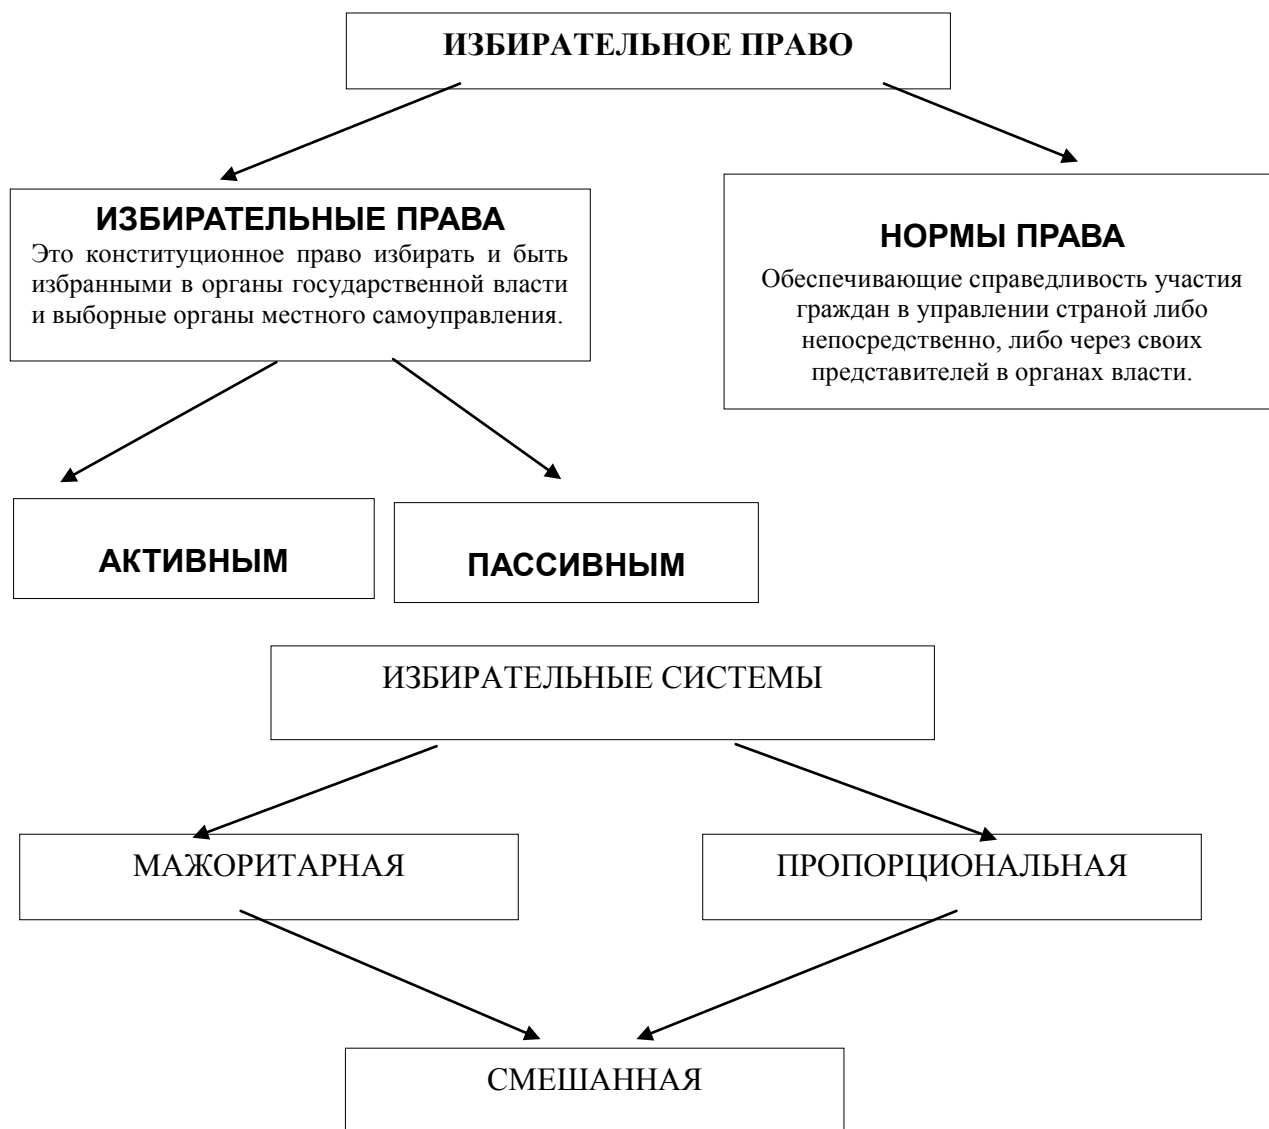 ИЗБИРАТЕЛЬНОЕ ПРАВО
ИЗБИРАТЕЛЬНЫЕ ПРАВА
Это конституционное право избирать и быть
избранными в органы государственной власти
и выборные органы местного самоуправления.
НОРМЫ ПРАВА
Обеспечивающие справедливость участия
граждан в управлении страной либо
непосредственно, либо через своих
представителей в органах власти.
АКТИВНЫМ
ПАССИВНЫМ
ИЗБИРАТЕЛЬНЫЕ СИСТЕМЫ
МАЖОРИТАРНАЯ
ПРОПОРЦИОНАЛЬНАЯ
СМЕШАННАЯ